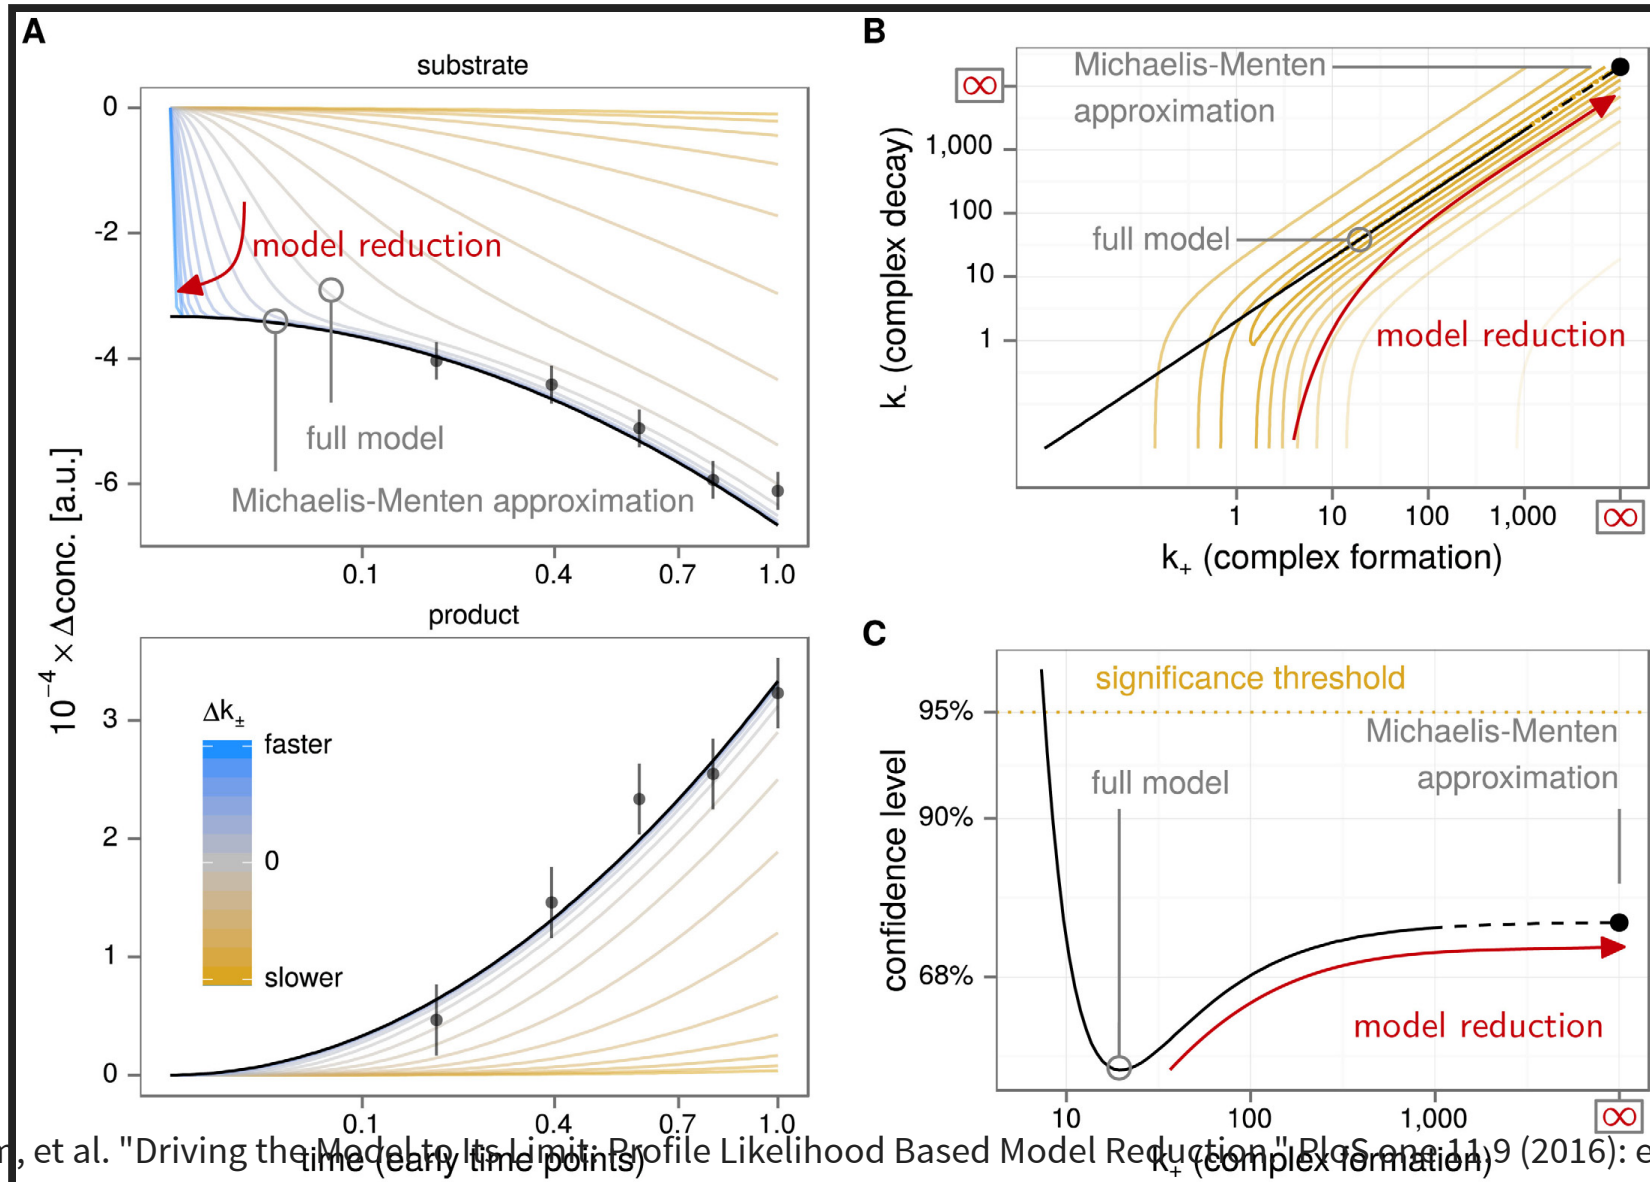 A
substrate
0
-2
-4
-6
model reduction
full model
Michaelis-Menten approximation
0.1
0.4
0.7
1.0
10⁻⁴ × Δconc. [a.u.]
product
3
2
1
0
Δk±
faster
0
slower
0.1
0.4
0.7
1.0
time (early time points)
B
Michaelis-Menten
approximation
full model
model reduction
∞
1,000
100
10
1
k₋ (complex decay)
1
10
100
1,000
∞
k₊ (complex formation)
C
significance threshold
95%
90%
68%
confidence level
Michaelis-Menten
approximation
full model
model reduction
10
100
1,000
∞
k₊ (complex formation)
, et al. "Driving the Model to Its Limit: Profile Likelihood Based Model Reduction." PloS one 11.9 (2016):